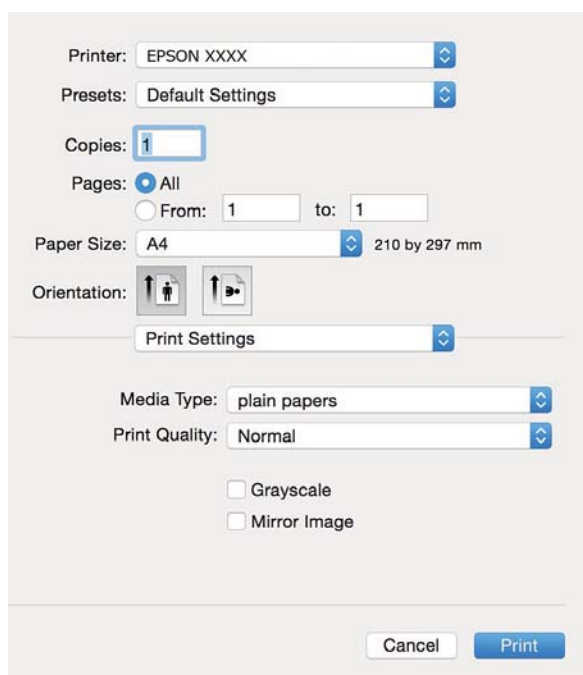 Printer: EPSON XXXX
Presets: Default Settings
Copies: 1
Pages: All
From: 1 to: 1
Paper Size: A4 210 by 297 mm
Orientation:
Print Settings
Media Type: plain papers
Print Quality: Normal
Grayscale
Mirror Image
Cancel Print